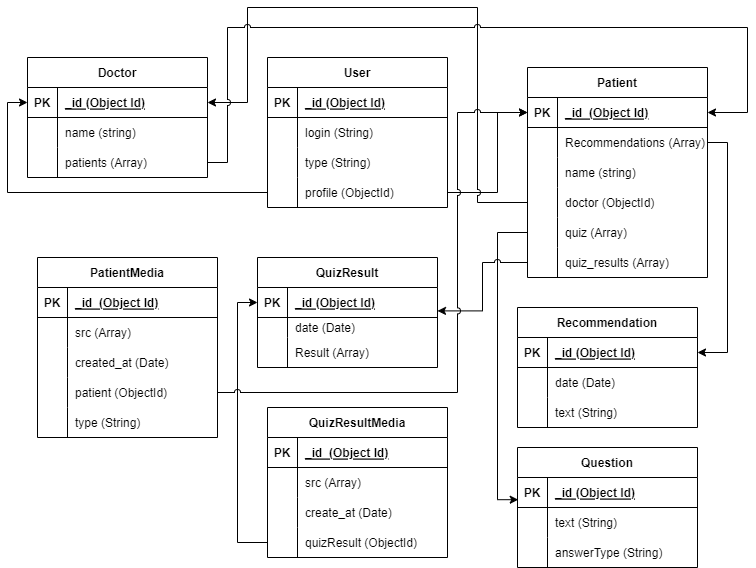 Doctor
PK _id (Object Id)
name (string)
patients (Array)
User
PK _id (Object Id)
login (String)
type (String)
profile (ObjectId)
Patient
PK _id (Object Id)
Recommendations (Array)
name (string)
doctor (ObjectId)
quiz (Array)
quiz_results (Array)
PatientMedia
PK _id (Object Id)
src (Array)
created_at (Date)
patient (ObjectId)
type (String)
QuizResult
PK _id (Object Id)
date (Date)
Result (Array)
Recommendation
PK _id (Object Id)
date (Date)
text (String)
QuizResultMedia
PK _id (Object Id)
src (Array)
create_at (Date)
quizResult (ObjectId)
Question
PK _id (Object Id)
text (String)
answerType (String)